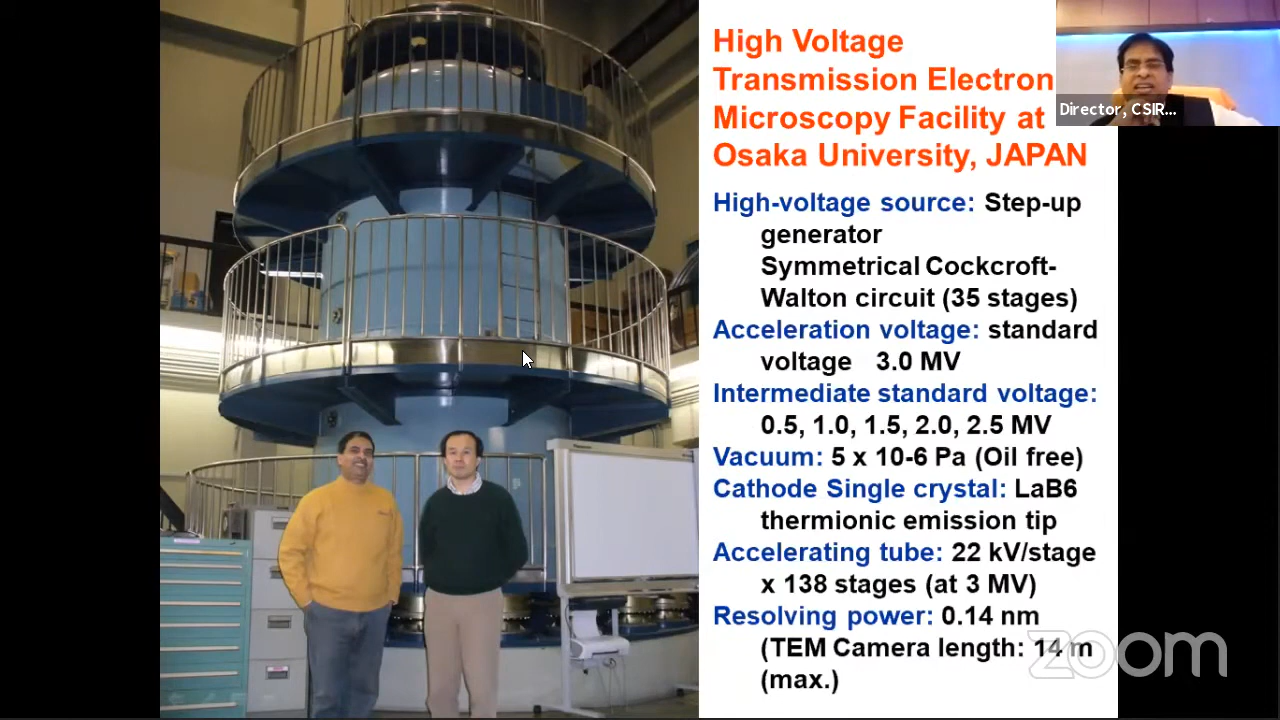 High Voltage
Transmission Electron
Microscopy Facility at
Osaka University, JAPAN
Director, CSIR...
High-voltage source: Step-up
generator
Symmetrical Cockcroft-
Walton circuit (35 stages)
Acceleration voltage: standard
voltage 3.0 MV
Intermediate standard voltage:
0.5, 1.0, 1.5, 2.0, 2.5 MV
Vacuum: 5 x 10-6 Pa (Oil free)
Cathode Single crystal: LaB6
thermionic emission tip
Accelerating tube: 22 kV/stage
x 138 stages (at 3 MV)
Resolving power: 0.14 nm
(TEM Camera length: 14 m
(max.)
zoom